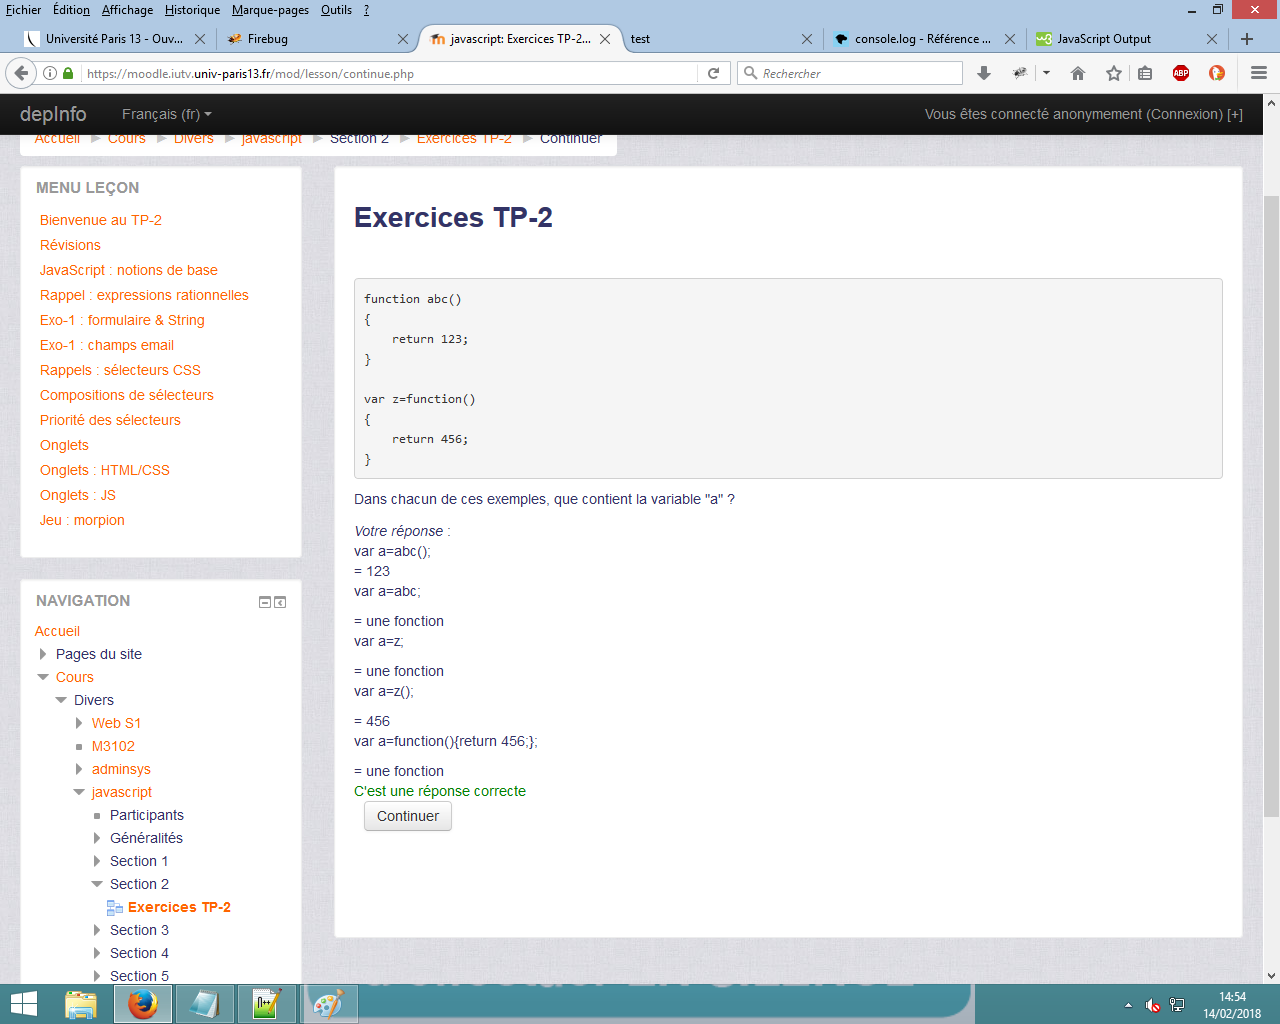 Fichier Édition Affichage Historique Marque-pages Outils ?
Université Paris 13 - Ouv... Firebug javascript: Exercices TP-2... test console.log - Référence ... JavaScript Output
https://moodle.iutv.univ-paris13.fr/mod/lesson/continue.php Rechercher ABP
depInfo Français (fr) Vous êtes connecté anonymement (Connexion) [+]
Accueil Cours Divers javascript Section 2 Exercices TP-2 Continuer
MENU LEÇON
Bienvenue au TP-2
Révisions
JavaScript : notions de base
Rappel : expressions rationnelles
Exo-1 : formulaire & String
Exo-1 : champs email
Rappels : sélecteurs CSS
Compositions de sélecteurs
Priorité des sélecteurs
Onglets
Onglets : HTML/CSS
Onglets : JS
Jeu : morpion
NAVIGATION
Accueil
Pages du site
Cours
Divers
Web S1
M3102
adminsys
javascript
Participants
Généralités
Section 1
Section 2
Exercices TP-2
Section 3
Section 4
Section 5
Exercices TP-2
function abc()
{
return 123;
}
var z=function()
{
return 456;
}
Dans chacun de ces exemples, que contient la variable "a" ?
Votre réponse :
var a=abc();
= 123
var a=abc;
= une fonction
var a=z;
= une fonction
var a=z();
= 456
var a=function(){return 456;};
= une fonction
C'est une réponse correcte
Continuer
14:54
14/02/2018